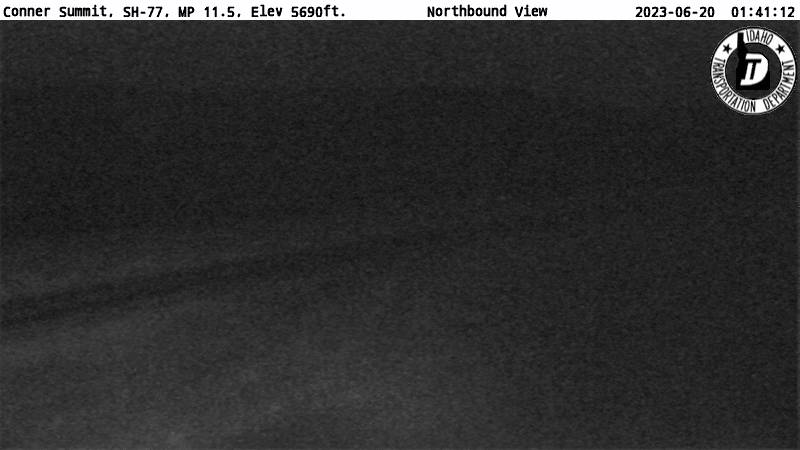 Conner Summit, SH-77, MP 11.5, Elev 5690ft. Northbound View 2023-06-20 01:41:12
IDAHO
TRANSPORTATION DEPARTMENT